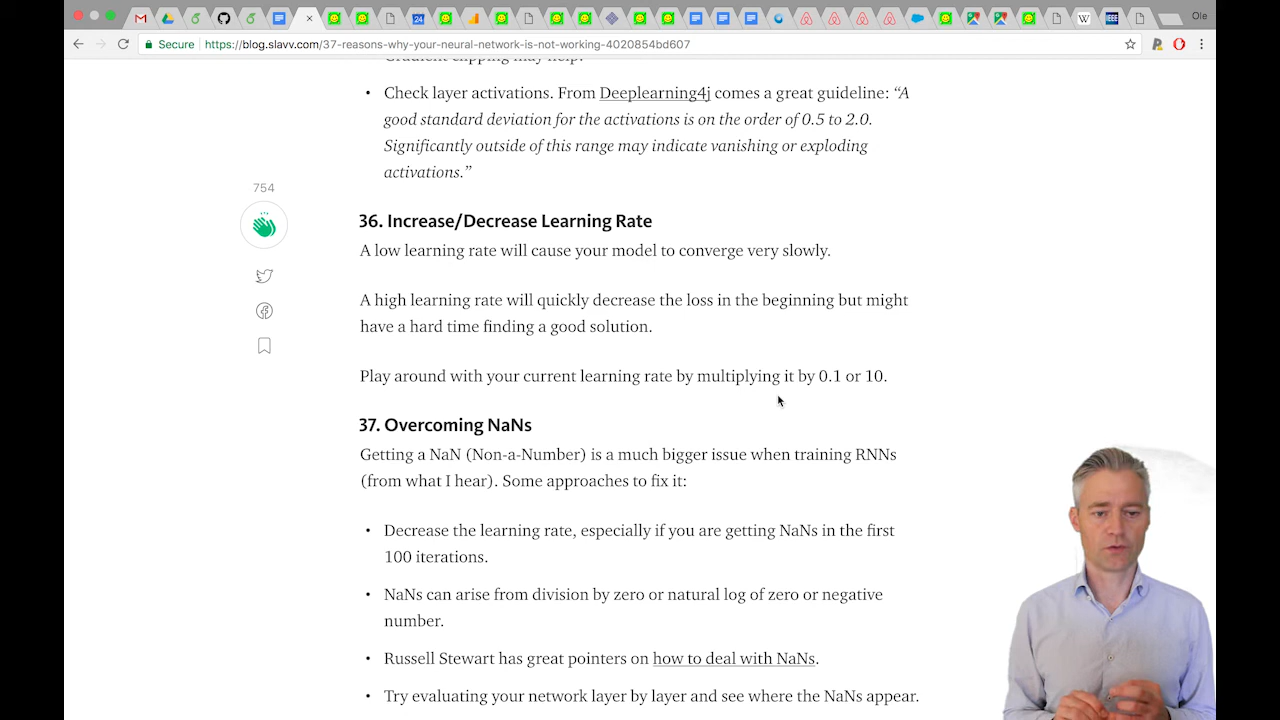 Ole
Secure
https://blog.slavv.com/37-reasons-why-your-neural-network-is-not-working-4020854bd607
Gradient clipping may help.
• Check layer activations. From Deeplearning4j comes a great guideline: “A
good standard deviation for the activations is on the order of 0.5 to 2.0.
Significantly outside of this range may indicate vanishing or exploding
activations.”
754
36. Increase/Decrease Learning Rate
A low learning rate will cause your model to converge very slowly.
A high learning rate will quickly decrease the loss in the beginning but might
have a hard time finding a good solution.
Play around with your current learning rate by multiplying it by 0.1 or 10.
37. Overcoming NaNs
Getting a NaN (Non-a-Number) is a much bigger issue when training RNNs
(from what I hear). Some approaches to fix it:
• Decrease the learning rate, especially if you are getting NaNs in the first
100 iterations.
• NaNs can arise from division by zero or natural log of zero or negative
number.
• Russell Stewart has great pointers on how to deal with NaNs.
• Try evaluating your network layer by layer and see where the NaNs appear.